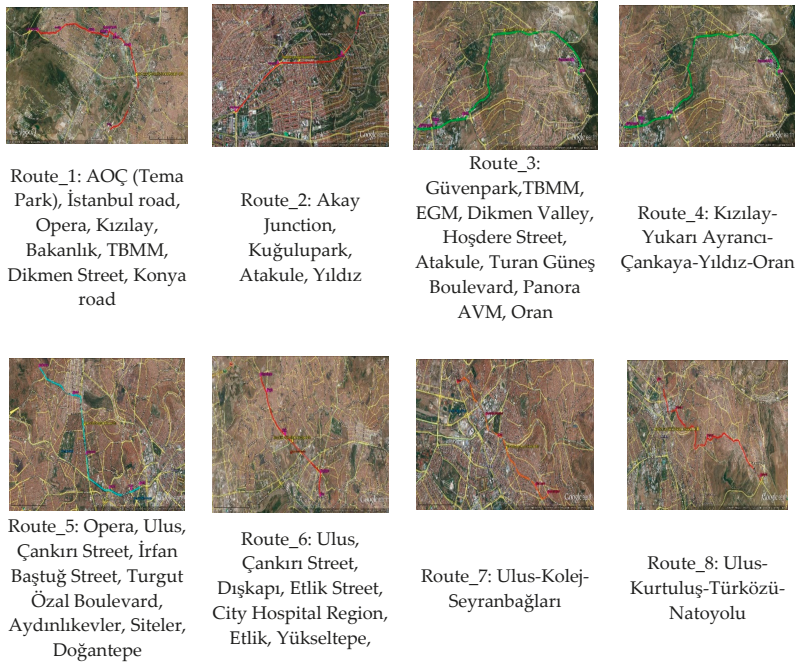 Route_1: AOÇ (Tema
Park), İstanbul road,
Opera, Kızılay,
Bakanlık, TBMM,
Dikmen Street, Konya
road
Route_2: Akay
Junction,
Kuğulupark,
Atakule, Yıldız
Route_3:
Güvenpark,TBMM,
EGM, Dikmen Valley,
Hoşdere Street,
Atakule, Turan Güneş
Boulevard, Panora
AVM, Oran
Route_4: Kızılay-
Yukarı Ayrancı-
Çankaya-Yıldız-Oran
Route_5: Opera, Ulus,
Çankırı Street, İrfan
Baştuğ Street, Turgut
Özal Boulevard,
Aydınlıkevler, Siteler,
Doğantepe
Route_6: Ulus,
Çankırı Street,
Dışkapı, Etlik Street,
City Hospital Region,
Etlik, Yükseltepe,
Route_7: Ulus-Kolej-
Seyranbağları
Route_8: Ulus-
Kurtuluş-Türközü-
Natoyolu